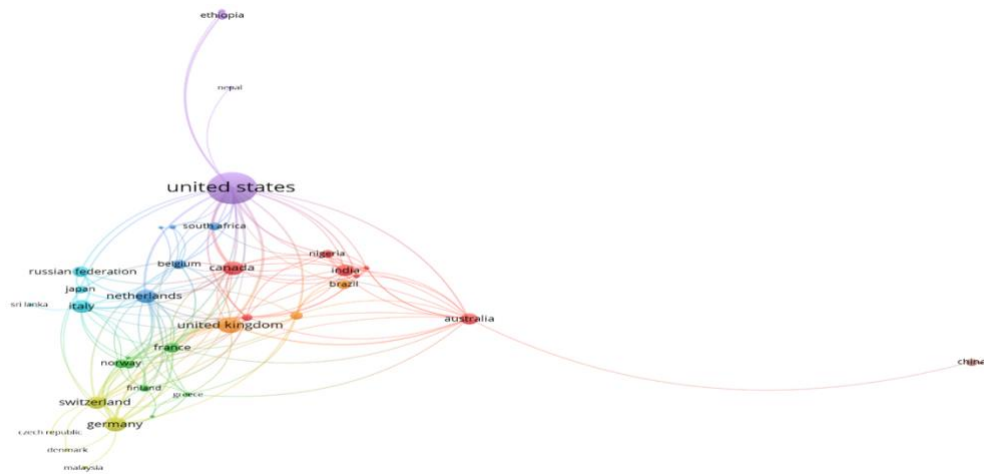 ethiopia
nepal
united states
south africa
nigeria
belgium
canada
india
russian federation
brazil
japan
netherlands
sri lanka
italy
australia
united kingdom
france
norway
china
finland
greece
switzerland
germany
czech republic
denmark
malaysia